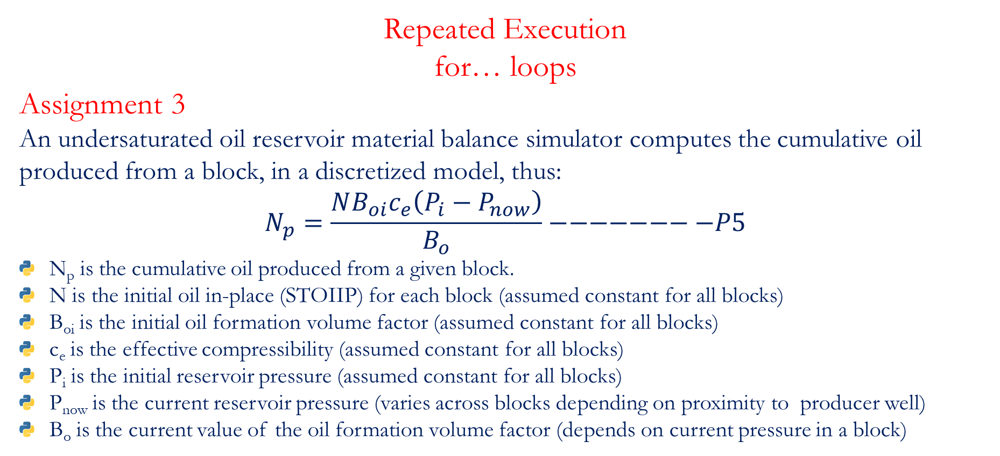 Repeated Execution
for… loops
Assignment 3
An undersaturated oil reservoir material balance simulator computes the cumulative oil
produced from a block, in a discretized model, thus:
N_p = \frac{NB_{oi}c_e(P_i − P_{now})}{B_o} − − − − − − − −P5
N_p is the cumulative oil produced from a given block.
N is the initial oil in-place (STOIIP) for each block (assumed constant for all blocks)
B_{oi} is the initial oil formation volume factor (assumed constant for all blocks)
c_e is the effective compressibility (assumed constant for all blocks)
P_i is the initial reservoir pressure (assumed constant for all blocks)
P_{now} is the current reservoir pressure (varies across blocks depending on proximity to producer well)
B_o is the current value of the oil formation volume factor (depends on current pressure in a block)